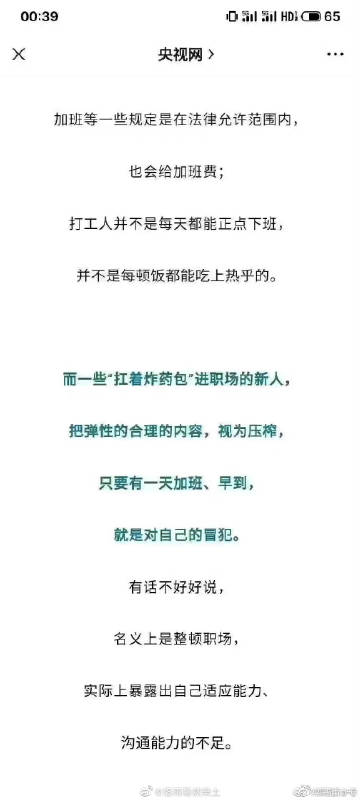 00:39
HD 65
央视网
加班等一些规定是在法律允许范围内,
也会给加班费;
打工人并不是每天都能正点下班,
并不是每顿饭都能吃上热乎的。
而一些“扛着炸药包”进职场的新人,
把弹性的合理的内容，视为压榨,
只要有一天加班、早到,
就是对自己的冒犯。
有话不好好说,
名义上是整顿职场,
实际上暴露出自己适应能力、
沟通能力的不足。